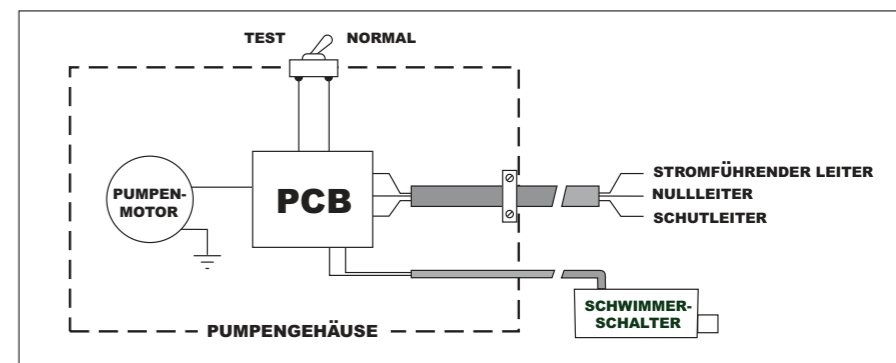 TEST NORMAL
STROMFÜHRENDER LEITER
PUMPEN-
MOTOR
PCB
NULLLEITER
SCHUTLEITER
SCHWIMMER-
SCHALTER
PUMPENGEHÄUSE